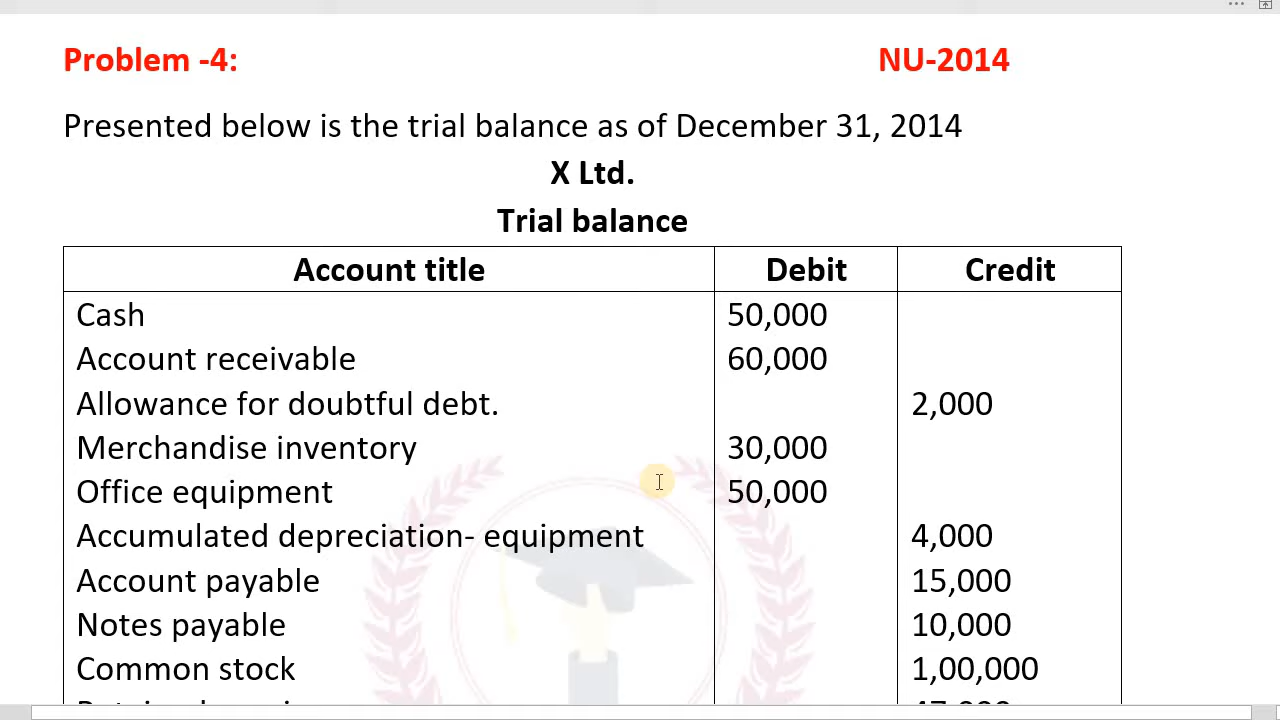 Problem -4: NU-2014
Presented below is the trial balance as of December 31, 2014
X Ltd.
Trial balance
Account title Debit Credit
Cash 50,000
Account receivable 60,000
Allowance for doubtful debt. 2,000
Merchandise inventory 30,000
Office equipment 50,000
Accumulated depreciation- equipment 4,000
Account payable 15,000
Notes payable 10,000
Common stock 1,00,000